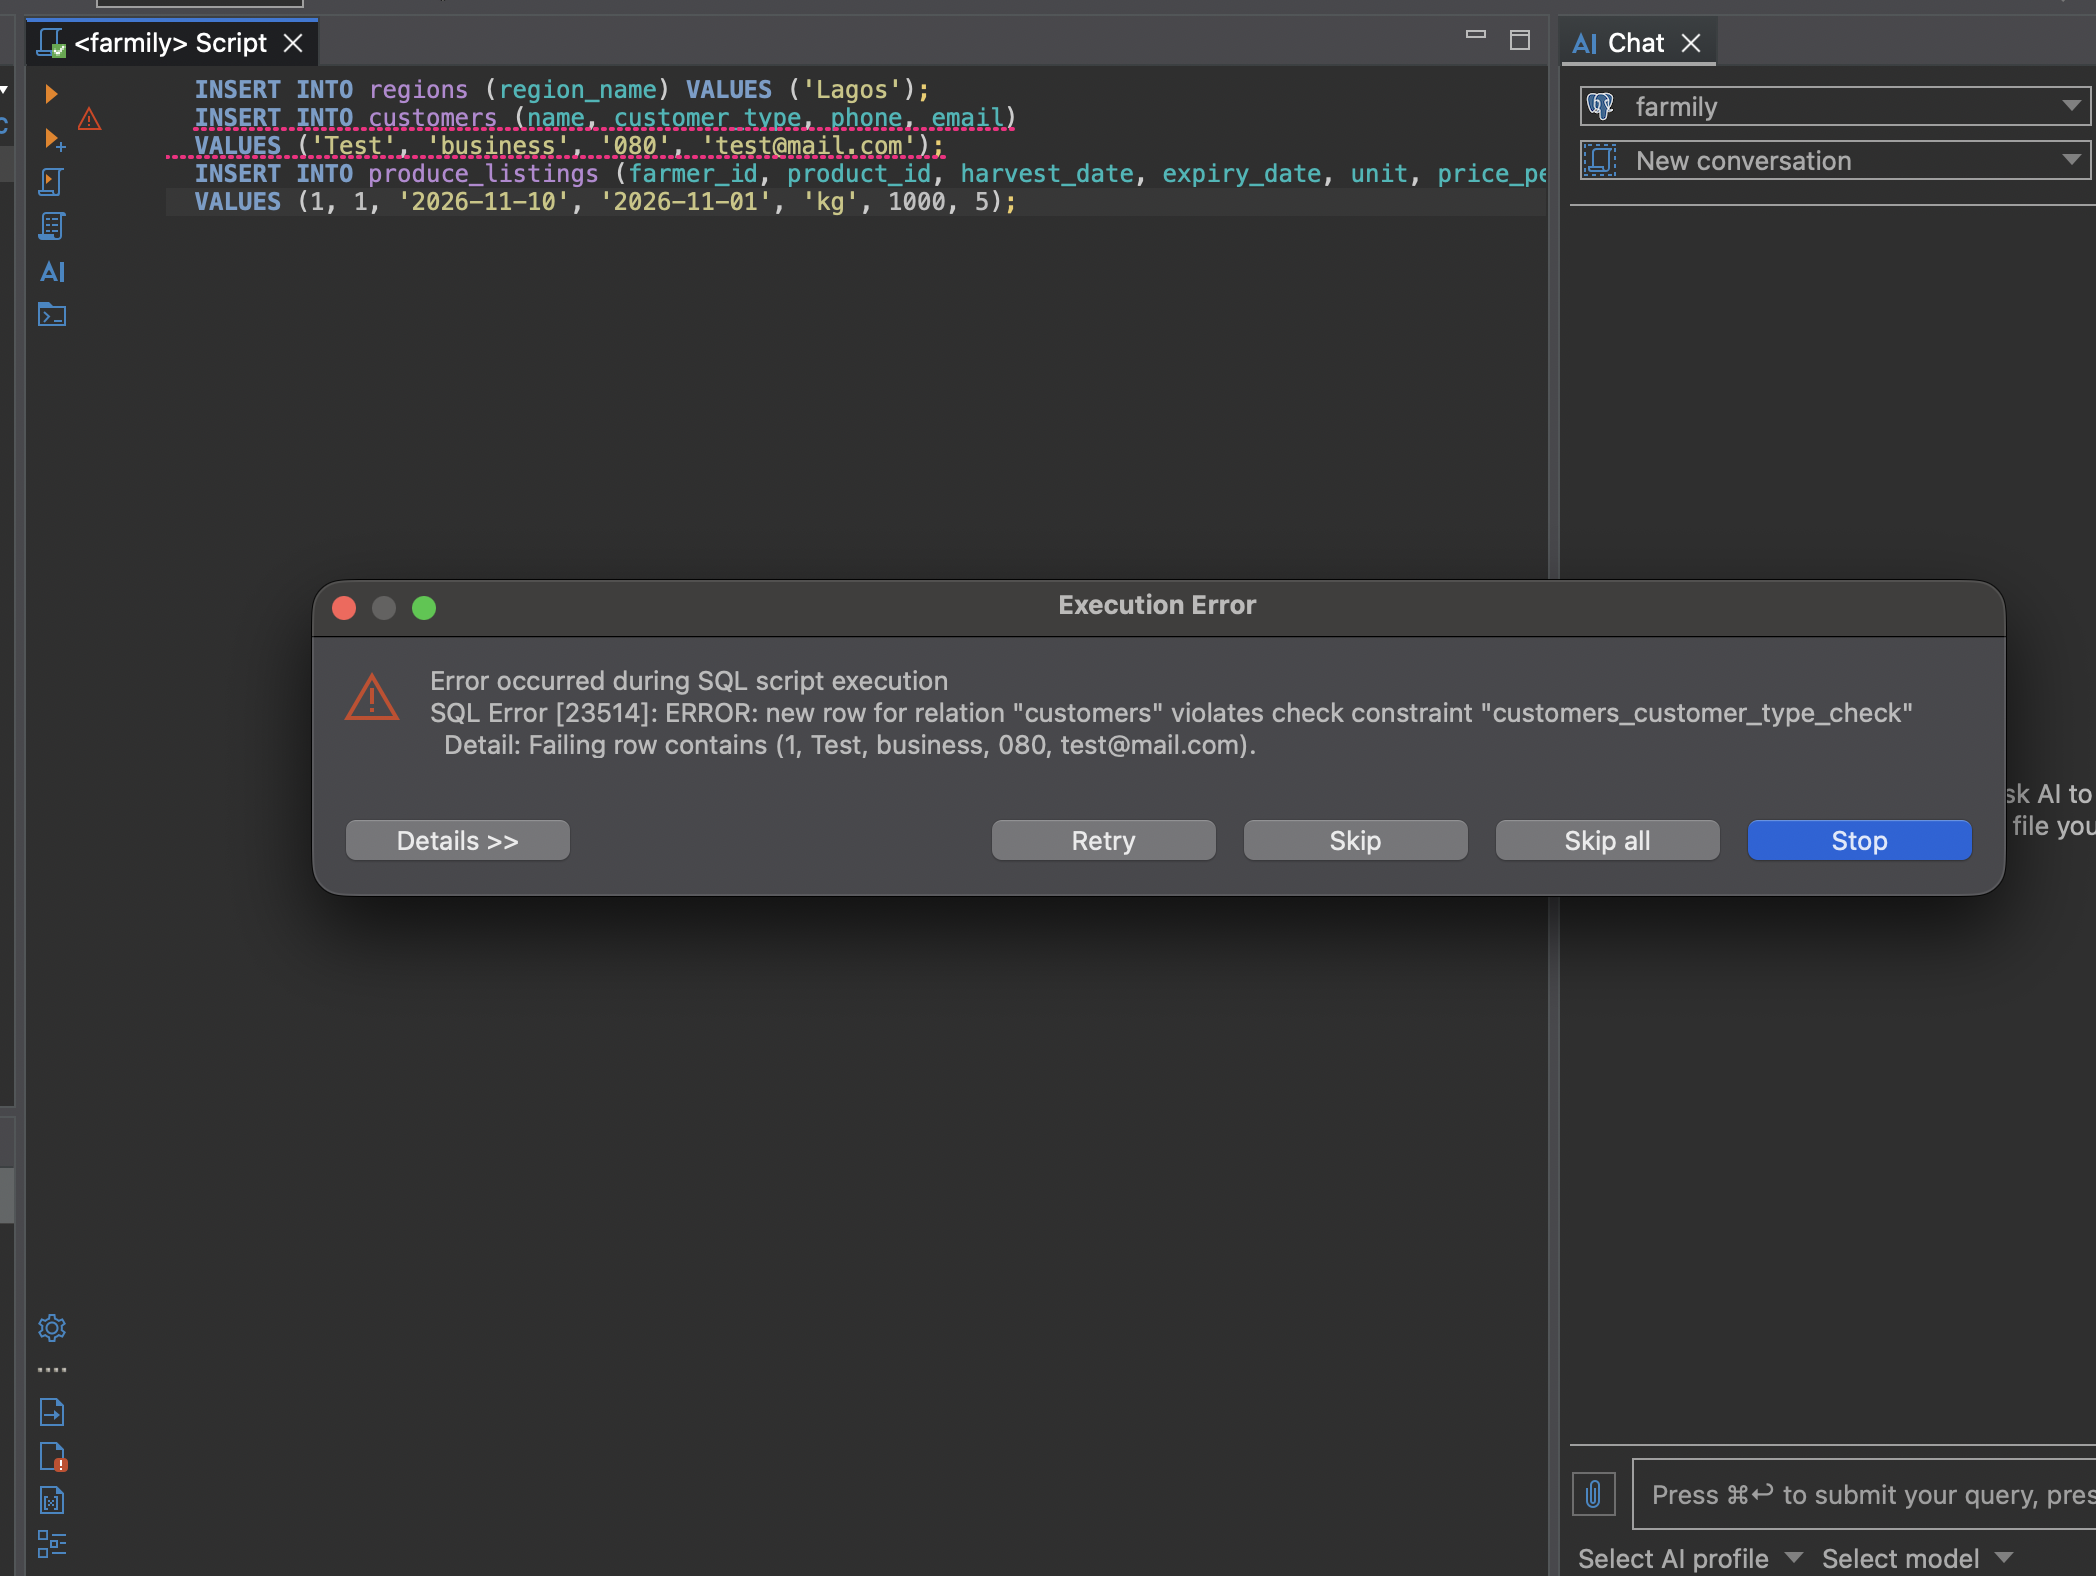 <farmily> Script
INSERT INTO regions (region_name) VALUES ('Lagos');
INSERT INTO customers (name, customer_type, phone, email)
VALUES ('Test', 'business', '080', 'test@mail.com');
INSERT INTO produce_listings (farmer_id, product_id, harvest_date, expiry_date, unit, price_pe
VALUES (1, 1, '2026-11-10', '2026-11-01', 'kg', 1000, 5);
AI
AI Chat
farmily
New conversation
Execution Error
Error occurred during SQL script execution
SQL Error [23514]: ERROR: new row for relation "customers" violates check constraint "customers_customer_type_check"
Detail: Failing row contains (1, Test, business, 080, test@mail.com).
Details >>
Retry
Skip
Skip all
Stop
sk AI to
file you
Press ⌘↩ to submit your query, pres
Select AI profile
Select model